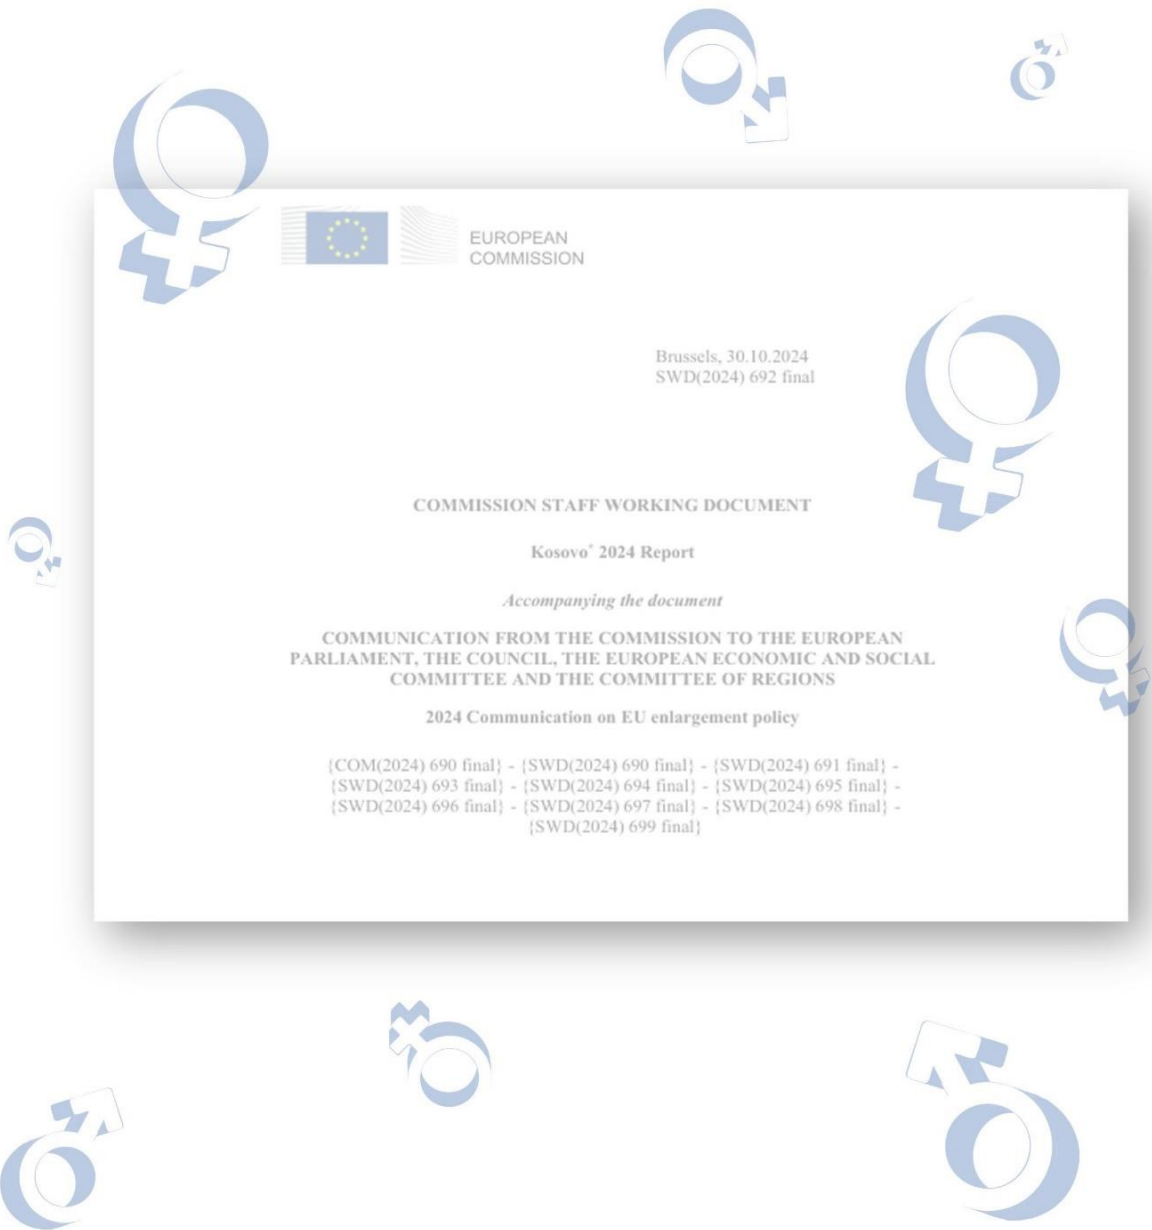 EUROPEAN
COMMISSION
Brussels, 30.10.2024
SWD(2024) 692 final
COMMISSION STAFF WORKING DOCUMENT
Kosovo* 2024 Report
Accompanying the document
COMMUNICATION FROM THE COMMISSION TO THE EUROPEAN
PARLIAMENT, THE COUNCIL, THE EUROPEAN ECONOMIC AND SOCIAL
COMMITTEE AND THE COMMITTEE OF REGIONS
2024 Communication on EU enlargement policy
{COM(2024) 690 final} - {SWD(2024) 690 final} - {SWD(2024) 691 final} -
{SWD(2024) 693 final} - {SWD(2024) 694 final} - {SWD(2024) 695 final} -
{SWD(2024) 696 final} - {SWD(2024) 697 final} - {SWD(2024) 698 final} -
{SWD(2024) 699 final}